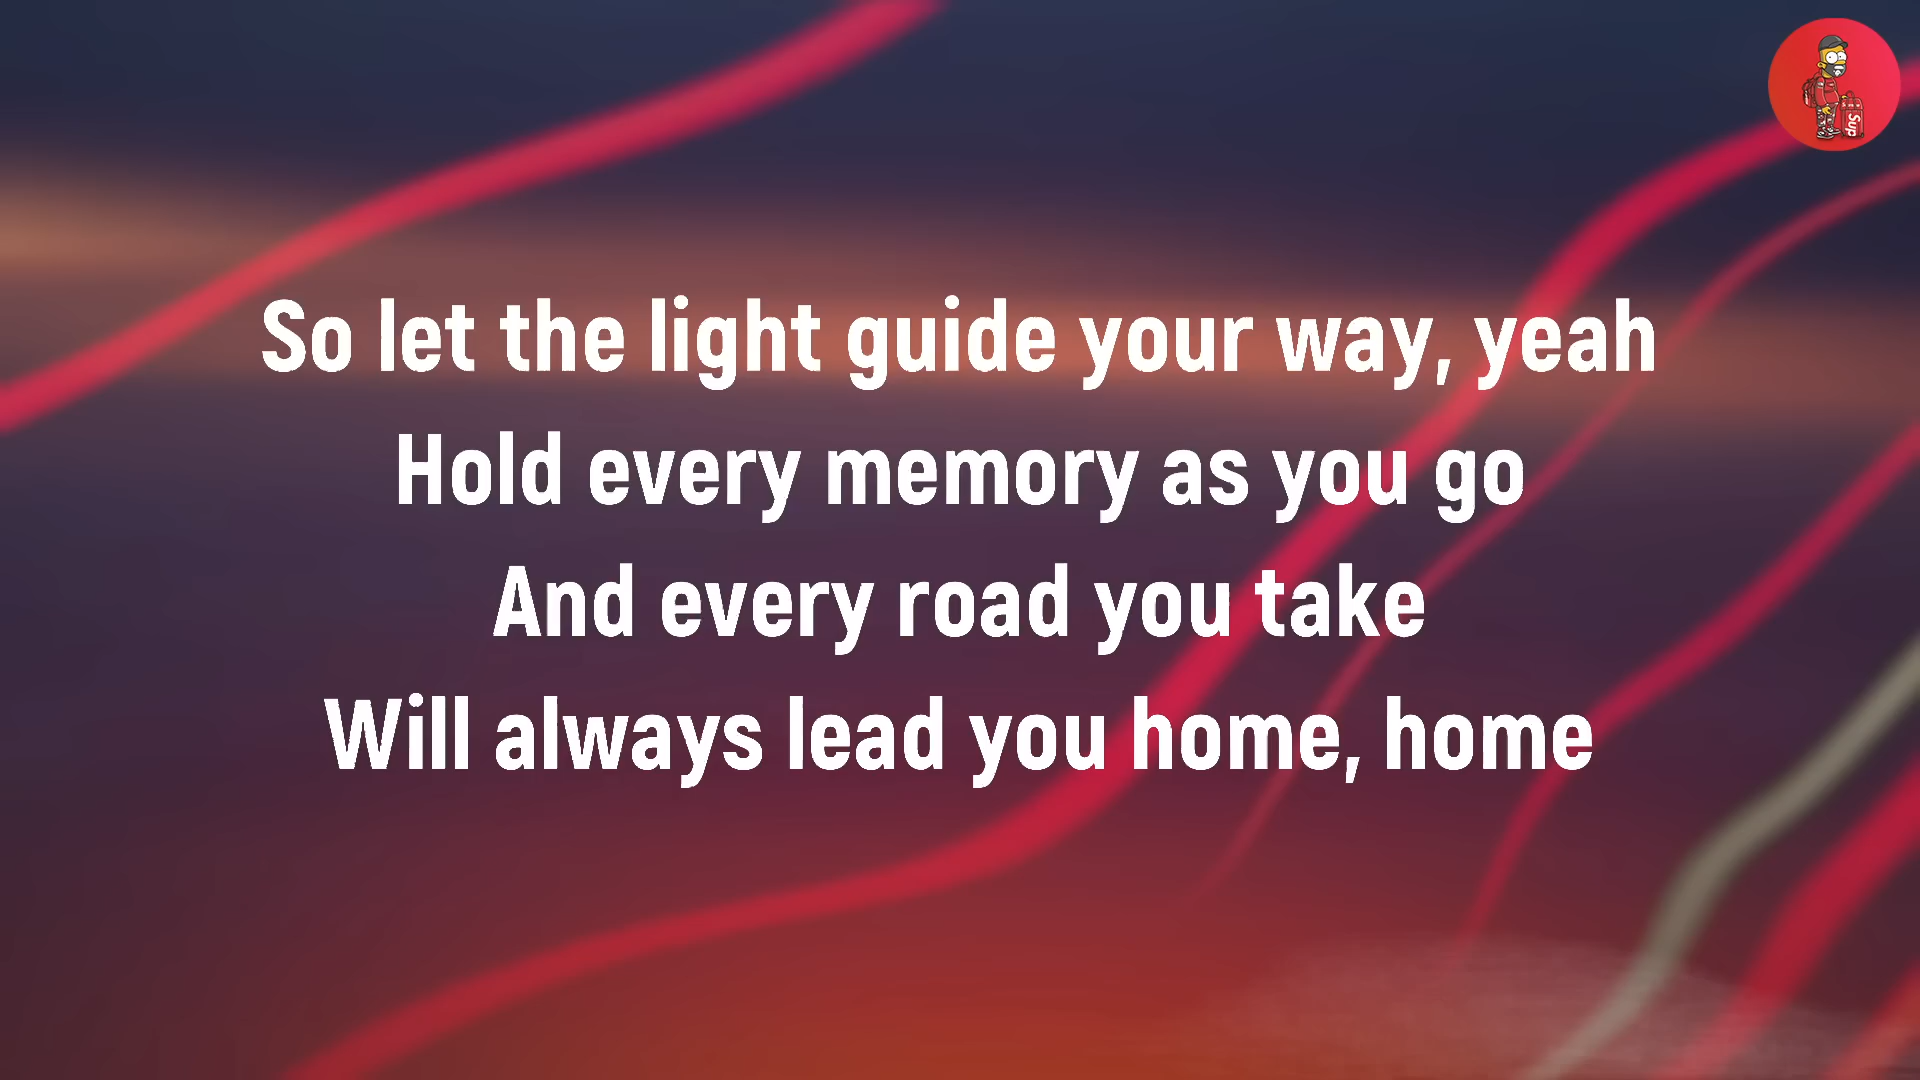 So let the light guide your way, yeah
Hold every memory as you go
And every road you take
Will always lead you home, home
Sup